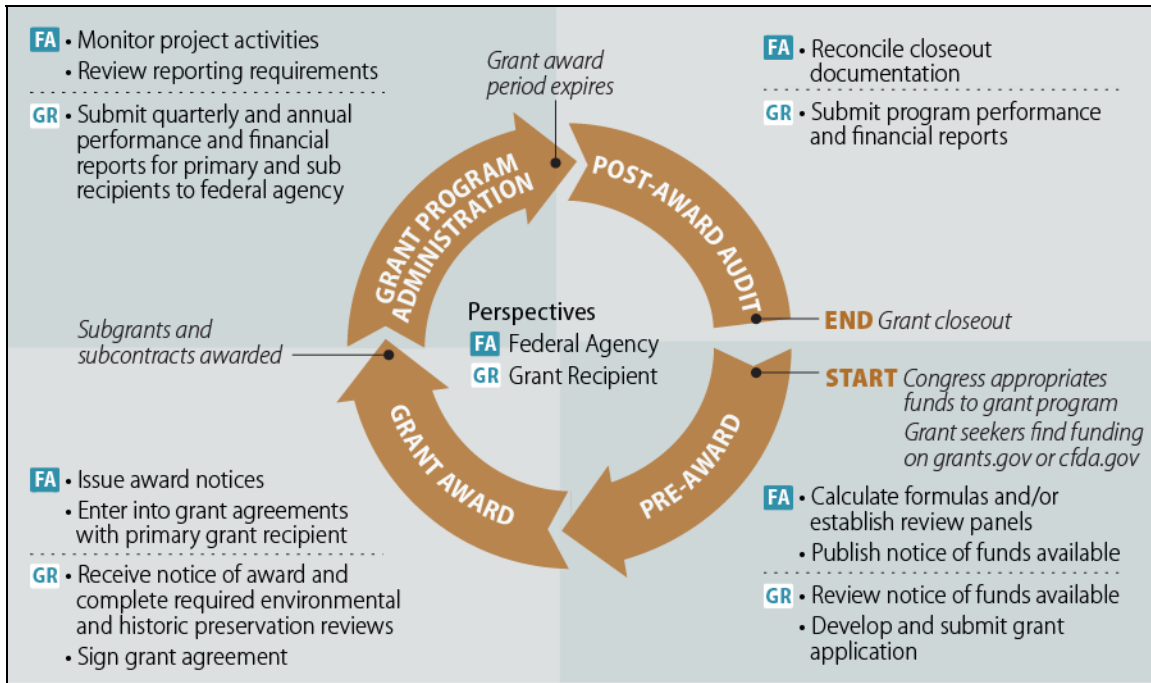 FA • Monitor project activities
• Review reporting requirements
GR • Submit quarterly and annual
performance and financial
reports for primary and sub
recipients to federal agency
Grant award
period expires
FA • Reconcile closeout
documentation
GR • Submit program performance
and financial reports
GRANT PROGRAM
ADMINISTRATION
POST-AWARD AUDIT
Subgrants and
subcontracts awarded
Perspectives
FA Federal Agency
GR Grant Recipient
END Grant closeout
START Congress appropriates
funds to grant program
Grant seekers find funding
on grants.gov or cfda.gov
GRANT AWARD
PRE-AWARD
FA • Issue award notices
• Enter into grant agreements
with primary grant recipient
GR • Receive notice of award and
complete required environmental
and historic preservation reviews
• Sign grant agreement
FA • Calculate formulas and/or
establish review panels
• Publish notice of funds available
GR • Review notice of funds available
• Develop and submit grant
application